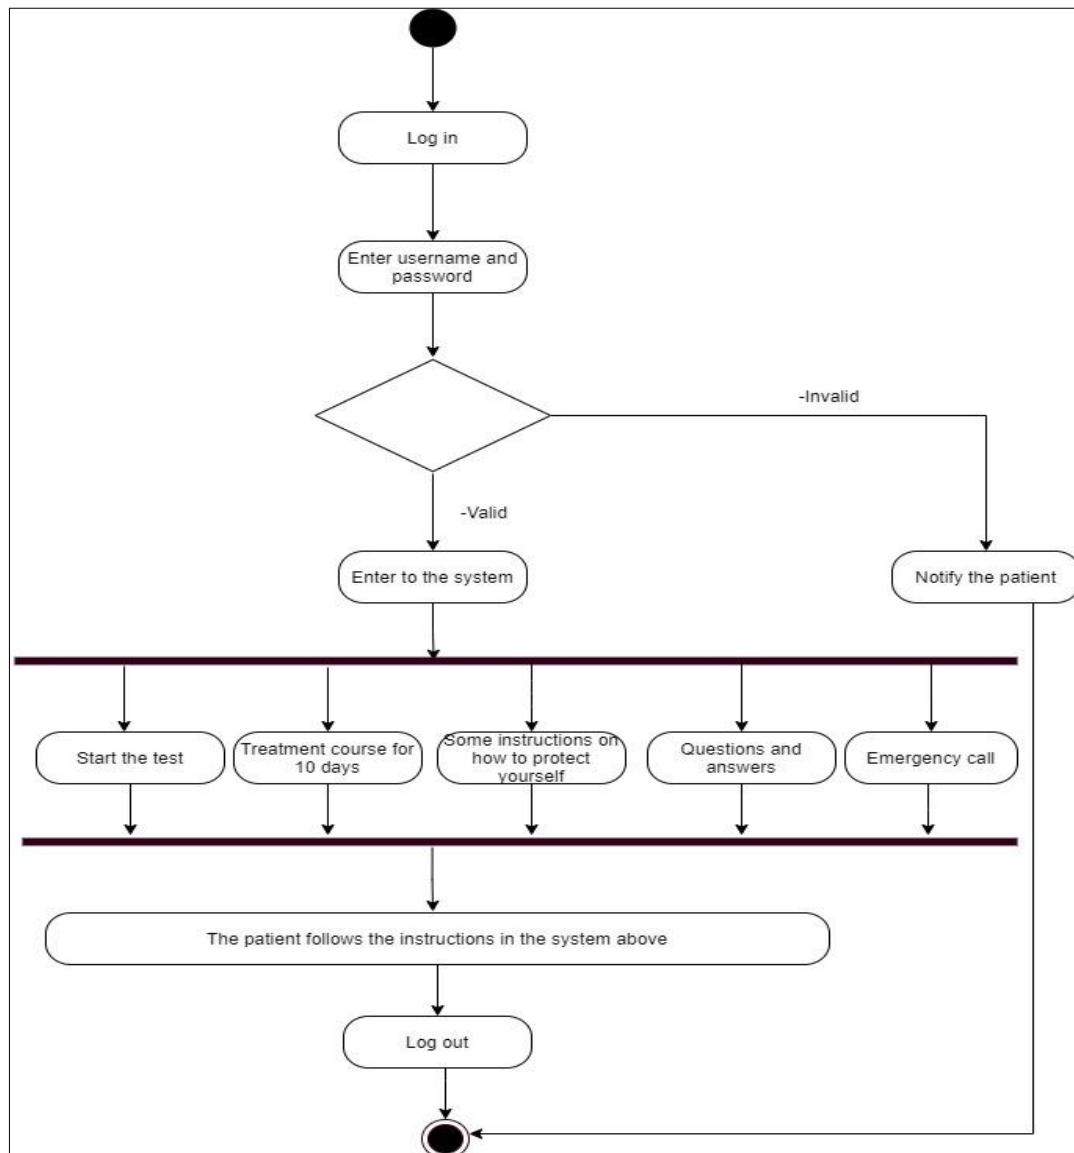 Log in
Enter username and
password
-Invalid
-Valid
Enter to the system
Notify the patient
Start the test
Treatment course for
10 days
Some instructions on
how to protect
yourself
Questions and
answers
Emergency call
The patient follows the instructions in the system above
Log out